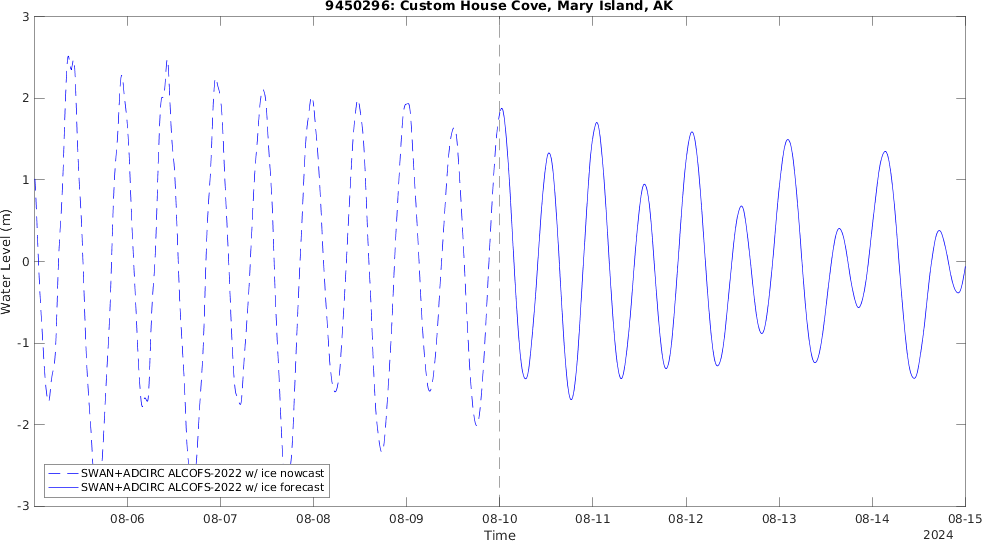 9450296: Custom House Cove, Mary Island, AK
3
2
1
0
-1
-2
-3
Water Level (m)
SWAN+ADCIRC ALCOFS-2022 w/ ice nowcast
SWAN+ADCIRC ALCOFS-2022 w/ ice forecast
08-06 08-07 08-08 08-09 08-10 08-11 08-12 08-13 08-14 08-15
Time
2024